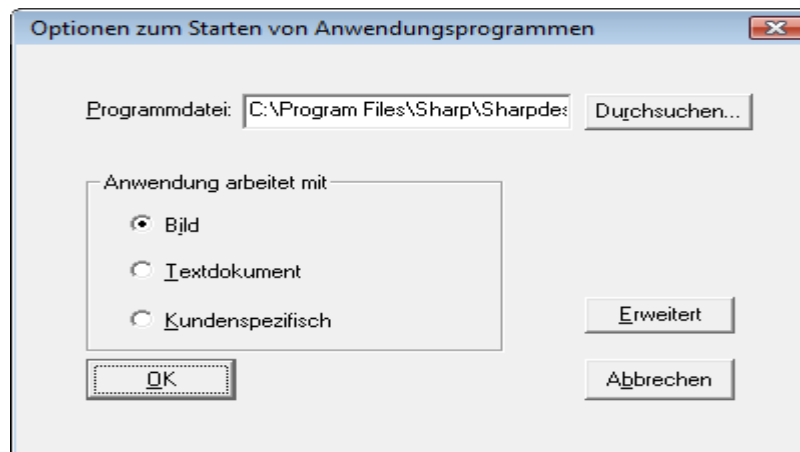 Optionen zum Starten von Anwendungsprogrammen
Programmdatei: C:\Program Files\Sharp\Sharpdes Durchsuchen...
Anwendung arbeitet mit
Bild
Textdokument
Kundenspezifisch
Erweitert
OK Abbrechen